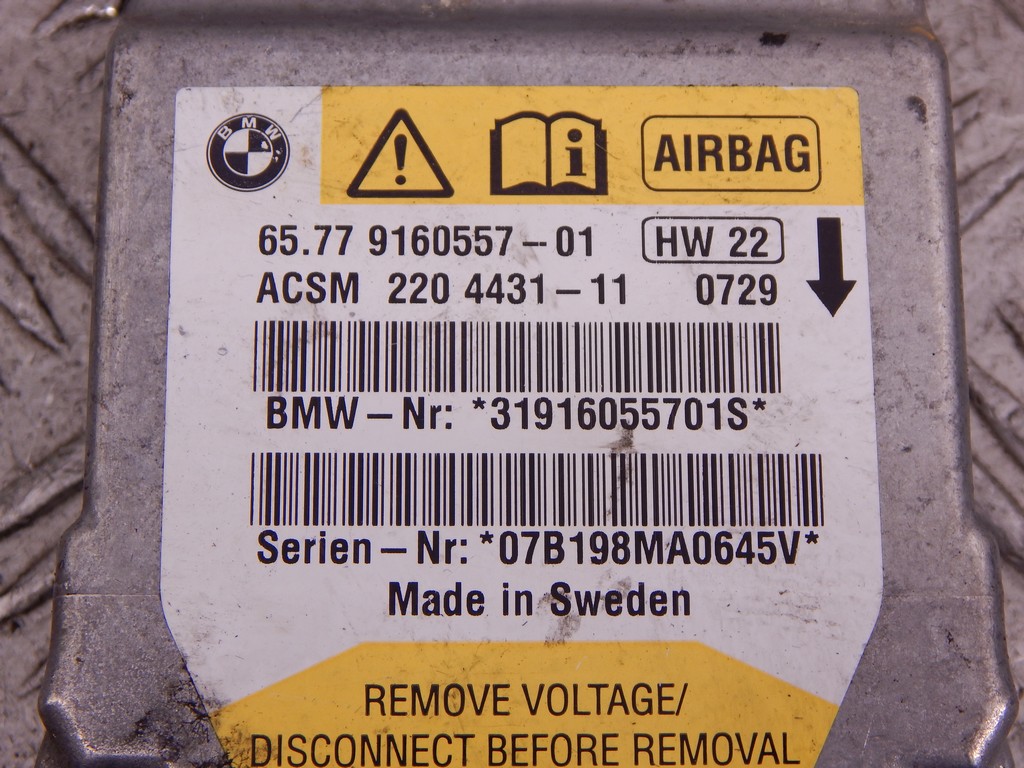 BMW
! i AIRBAG
65.77 9160557-01 HW 22
ACSM 220 4431-11 0729
BMW-Nr: *31916055701S*
Serien-Nr: *07B198MA0645V*
Made in Sweden
REMOVE VOLTAGE/
DISCONNECT BEFORE REMOVAL